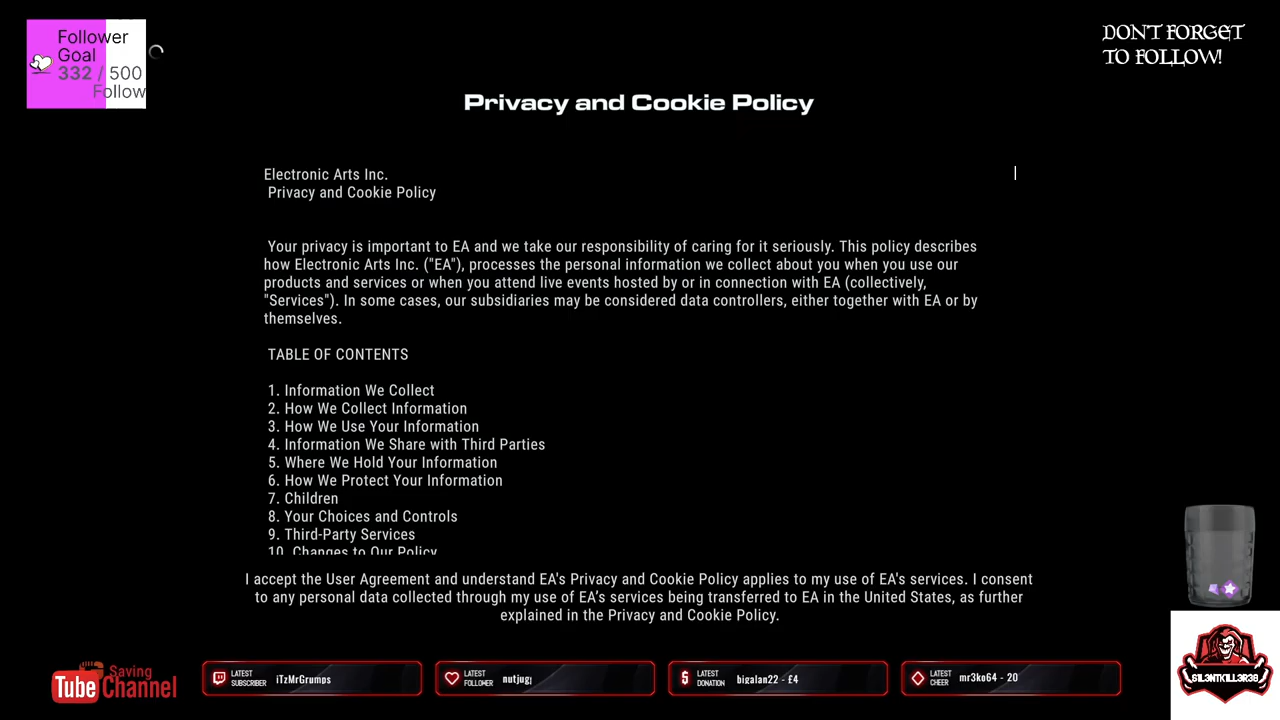 Follower
Goal
332 / 500
Follow
DONT FORGET
TO FOLLOW!
Privacy and Cookie Policy
Electronic Arts Inc.
Privacy and Cookie Policy
Your privacy is important to EA and we take our responsibility of caring for it seriously. This policy describes
how Electronic Arts Inc. ("EA"), processes the personal information we collect about you when you use our
products and services or when you attend live events hosted by or in connection with EA (collectively,
"Services"). In some cases, our subsidiaries may be considered data controllers, either together with EA or by
themselves.
TABLE OF CONTENTS
1. Information We Collect
2. How We Collect Information
3. How We Use Your Information
4. Information We Share with Third Parties
5. Where We Hold Your Information
6. How We Protect Your Information
7. Children
8. Your Choices and Controls
9. Third-Party Services
10. Changes to Our Policy
I accept the User Agreement and understand EA's Privacy and Cookie Policy applies to my use of EA's services. I consent
to any personal data collected through my use of EA's services being transferred to EA in the United States, as further
explained in the Privacy and Cookie Policy.
Saving
Tube Channel
LATEST
SUBSCRIBER
iTzMrGrumps
LATEST
FOLLOWER
nutjug
LATEST
DONATION
bigalan22 - £4
LATEST
CHEER
mr3ko64 - 20
S1L3NTKILL3R36